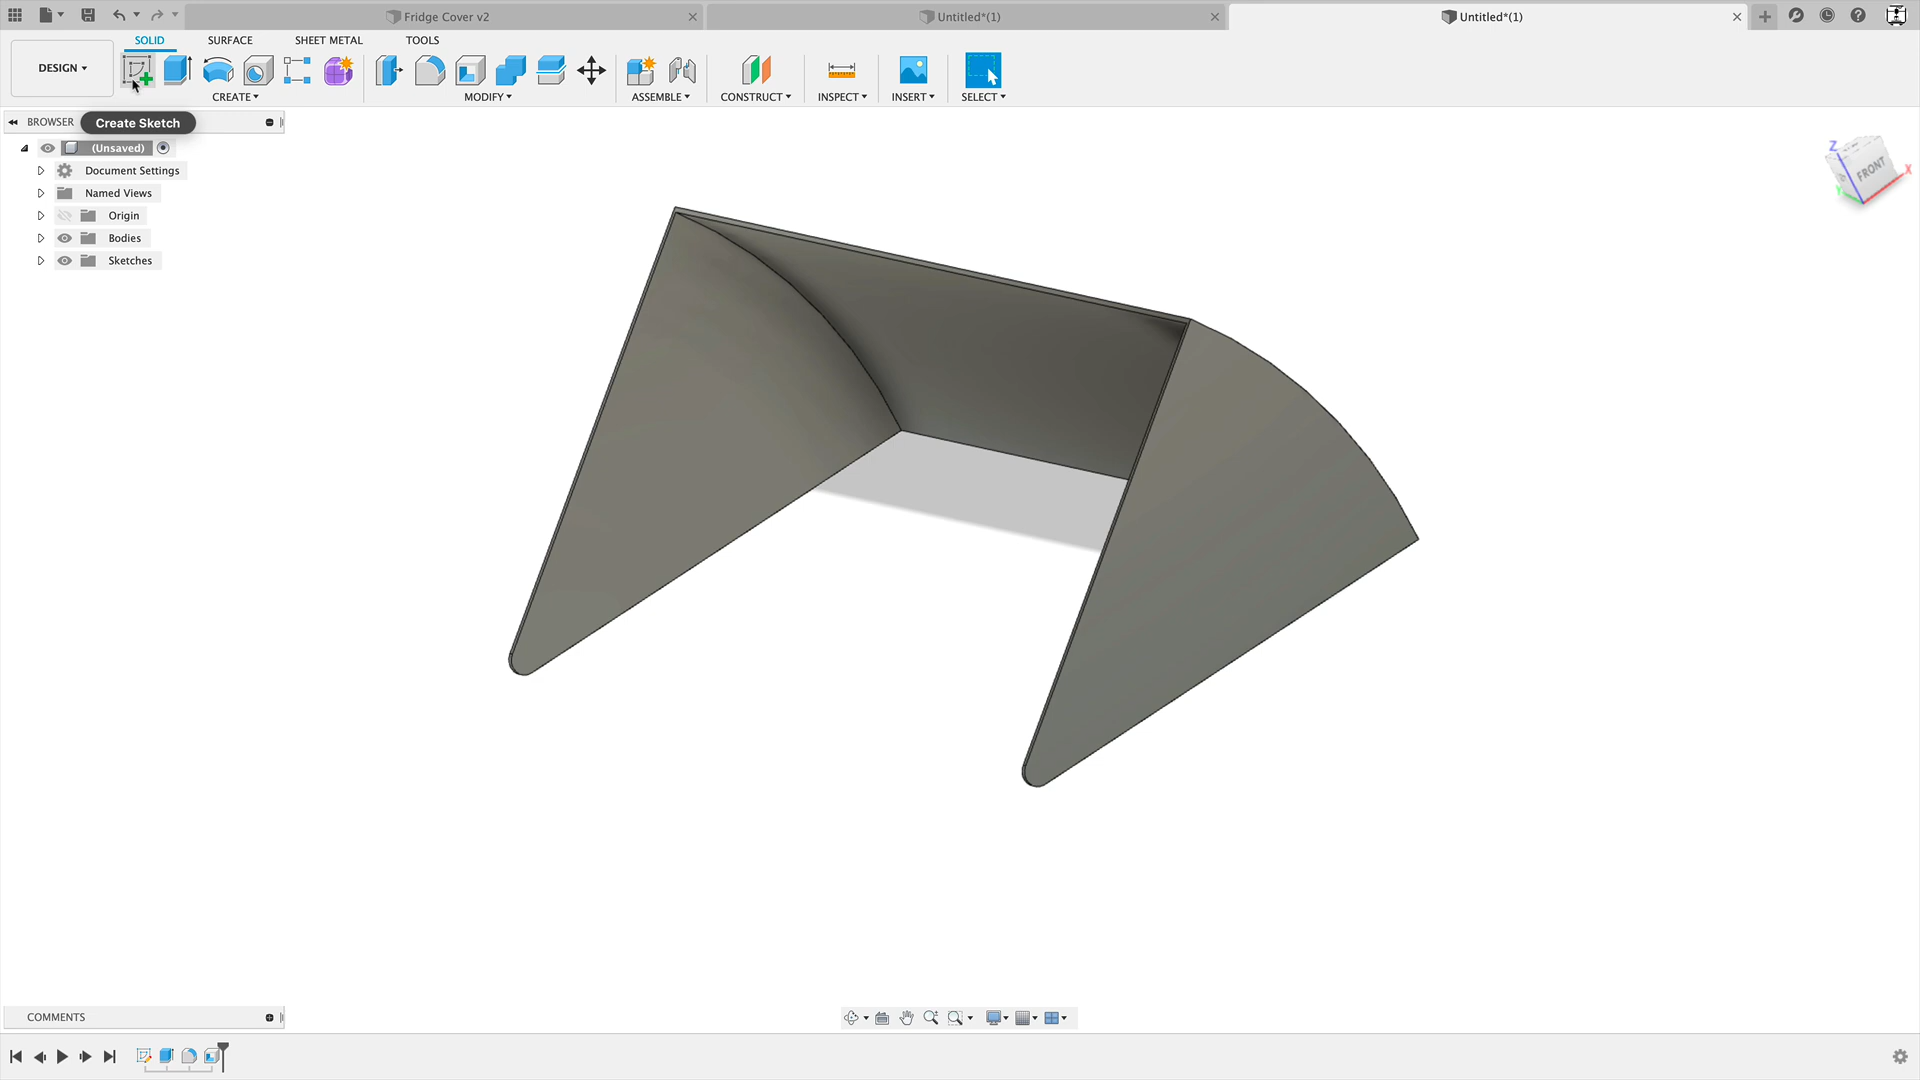 Fridge Cover v2
Untitled*(1)
Untitled*(1)
SOLID
SURFACE
SHEET METAL
TOOLS
DESIGN
CREATE
MODIFY
ASSEMBLE
CONSTRUCT
INSPECT
INSERT
SELECT
BROWSER
Create Sketch
(Unsaved)
Document Settings
Named Views
Origin
Bodies
Sketches
Z
FRONT
X
Y
COMMENTS